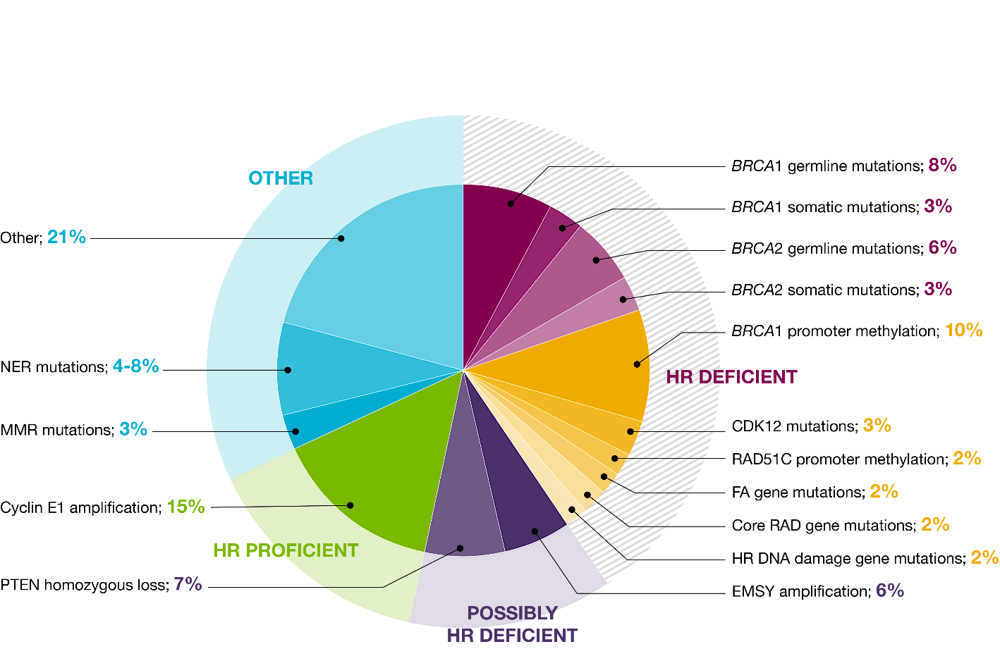 OTHER
Other; 21%
NER mutations; 4-8%
MMR mutations; 3%
Cyclin E1 amplification; 15%
HR PROFICIENT
PTEN homozygous loss; 7%
BRCA1 germline mutations; 8%
BRCA1 somatic mutations; 3%
BRCA2 germline mutations; 6%
BRCA2 somatic mutations; 3%
BRCA1 promoter methylation; 10%
HR DEFICIENT
CDK12 mutations; 3%
RAD51C promoter methylation; 2%
FA gene mutations; 2%
Core RAD gene mutations; 2%
HR DNA damage gene mutations; 2%
EMSY amplification; 6%
POSSIBLY
HR DEFICIENT